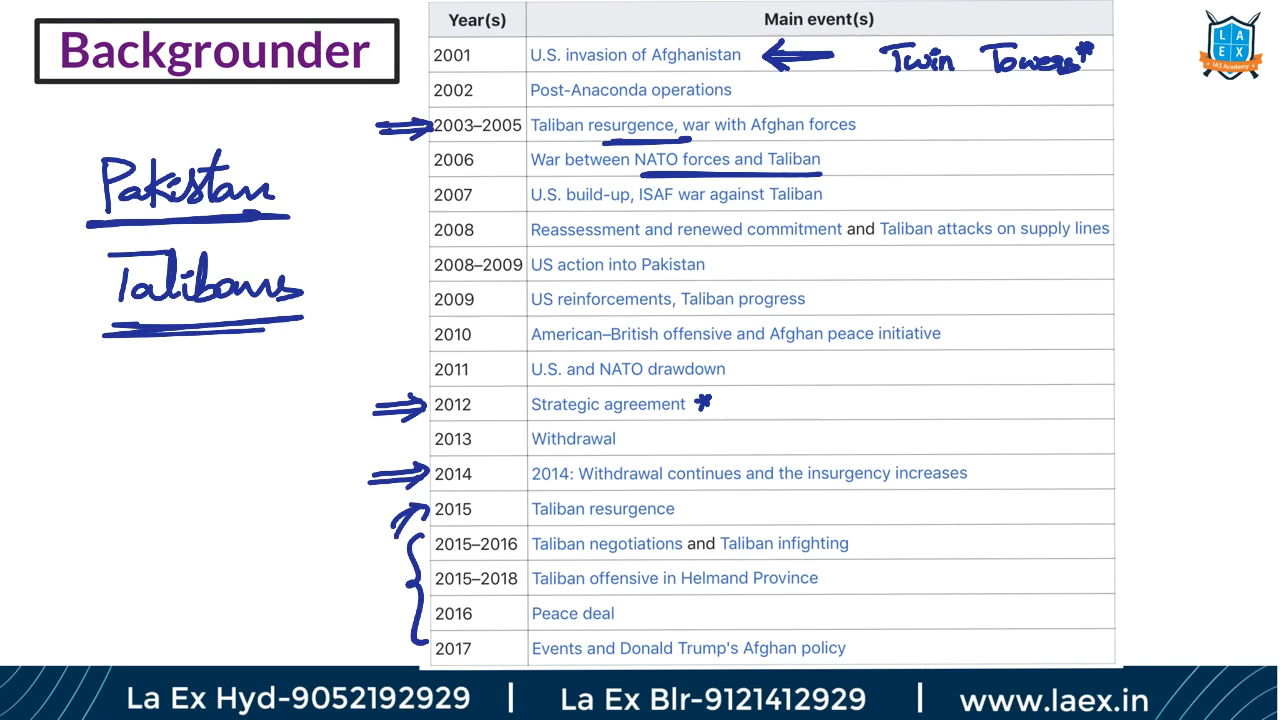 Backgrounder
Pakistan
Talibans
Year(s) Main event(s)
2001 U.S. invasion of Afghanistan Twin Towers*
2002 Post-Anaconda operations
2003–2005 Taliban resurgence, war with Afghan forces
2006 War between NATO forces and Taliban
2007 U.S. build-up, ISAF war against Taliban
2008 Reassessment and renewed commitment and Taliban attacks on supply lines
2008–2009 US action into Pakistan
2009 US reinforcements, Taliban progress
2010 American–British offensive and Afghan peace initiative
2011 U.S. and NATO drawdown
2012 Strategic agreement *
2013 Withdrawal
2014 2014: Withdrawal continues and the insurgency increases
2015 Taliban resurgence
2015–2016 Taliban negotiations and Taliban infighting
2015–2018 Taliban offensive in Helmand Province
2016 Peace deal
2017 Events and Donald Trump's Afghan policy
L A
E X
IAS Academy
La Ex Hyd-9052192929 | La Ex Blr-9121412929 | www.laex.in